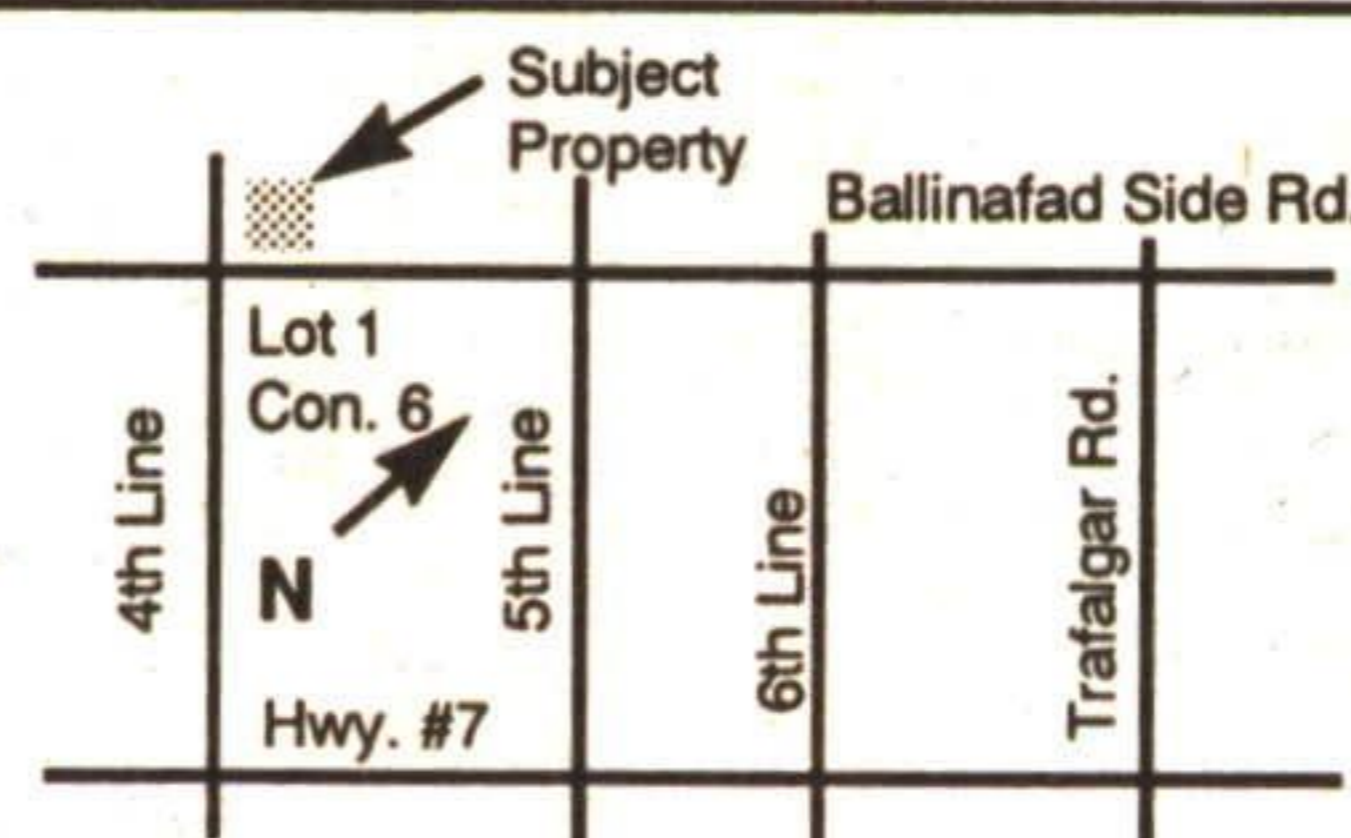 Subject
Property
Ballinafad Side Rd.
Lot 1
Con. 6
4th Line
5th Line
6th Line
Trafalgar Rd.
N
Hwy. #7